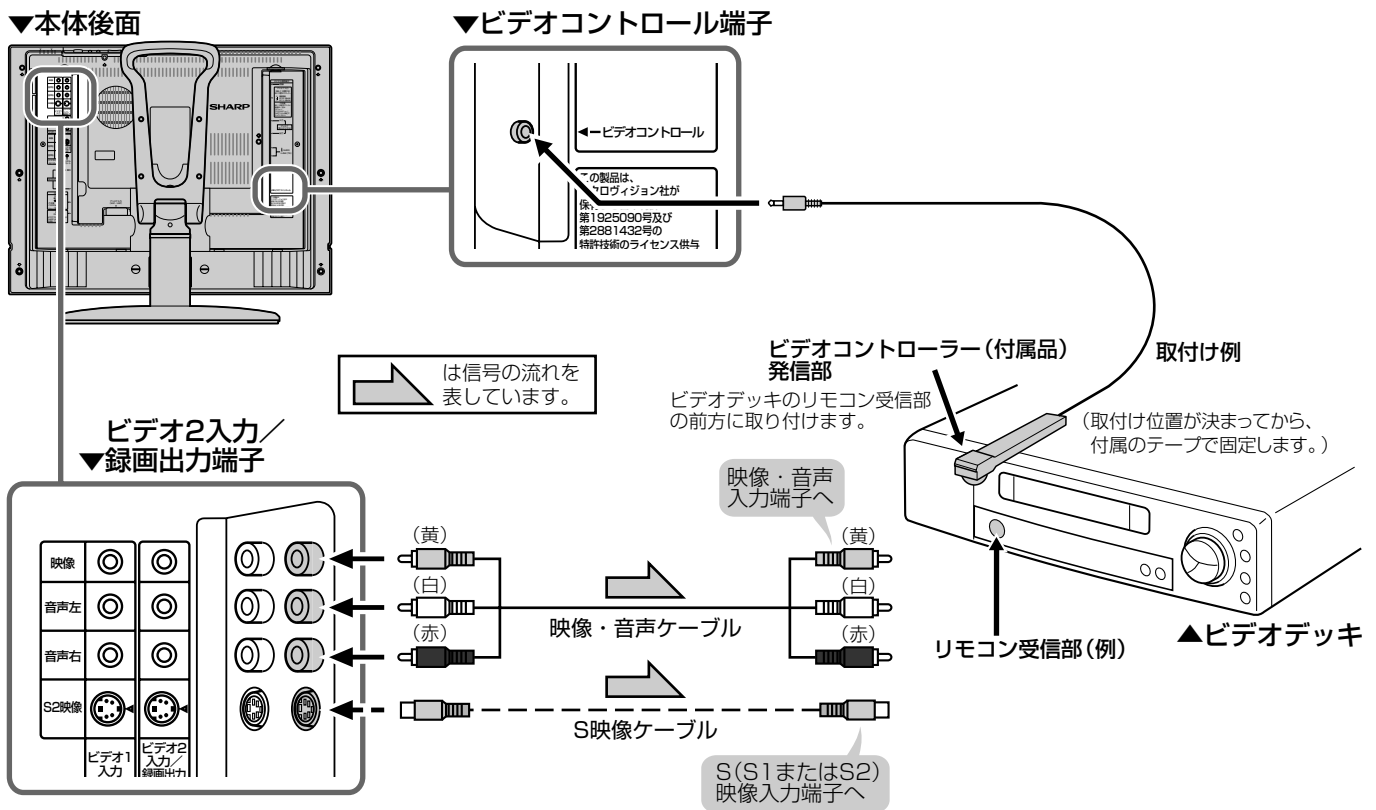 ▼本体後面
▼ビデオコントロール端子
SHARP
ビデオコントロール
この製品は、
クロヴィジョン社が
保
第1925090号及び
第2881432号の
特許技術のライセンス供与
は信号の流れを
表しています。
ビデオコントローラー(付属品)
発信部
ビデオデッキのリモコン受信部
の前方に取り付けます。
取付け例
(取付け位置が決まってから、
付属のテープで固定します。)
ビデオ2入力/
▼録画出力端子
映像
音声左
音声右
S2映像
ビデオ1
入力
ビデオ2
入力/
録画出力
(黄)
(白)
(赤)
映像・音声ケーブル
S映像ケーブル
映像・音声
入力端子へ
(黄)
(白)
(赤)
S(S1またはS2)
映像入力端子へ
リモコン受信部(例)
▲ビデオデッキ